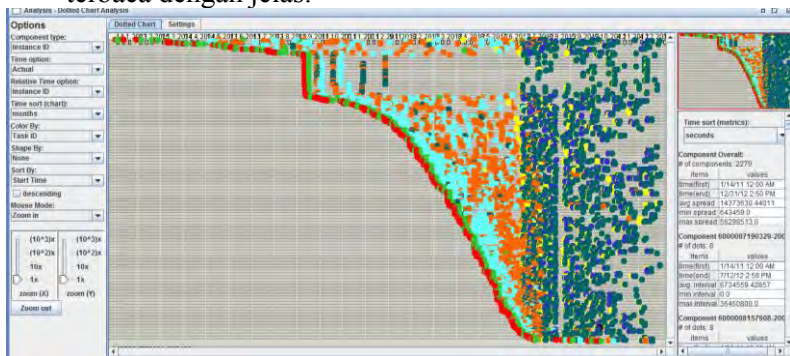 terbaca dengan jelas.
Analysis - Dotted Chart Analysis
Options
Component type:
Instance ID
Time option:
Actual
Relative Time option:
Instance ID
Time sort (chart):
months
Color By:
Task ID
Shape By:
None
Sort By:
Start Time
descending
Mouse Mode:
Zoom in
(10^3)x (10^3)x
(10^2)x (10^2)x
10x 10x
1x 1x
zoom (X) zoom (Y)
Zoom out
Dotted Chart Settings
Time sort (metrics):
seconds
Component Overall:
# of components: 2279
items values
time(first) 1/14/11 12:00 AM
time(end) 12/31/12 2:50 PM
avg spread 14373930.44011
min spread 643459.0
max spread 56298513.0
# of dots: 8
items values
time(first) 1/14/11 12:00 AM
time(end) 7/12/12 2:58 PM
avg. interval 6734559.42857
min interval 0.0
max interval 36460800.0
# of dots: 8
items values